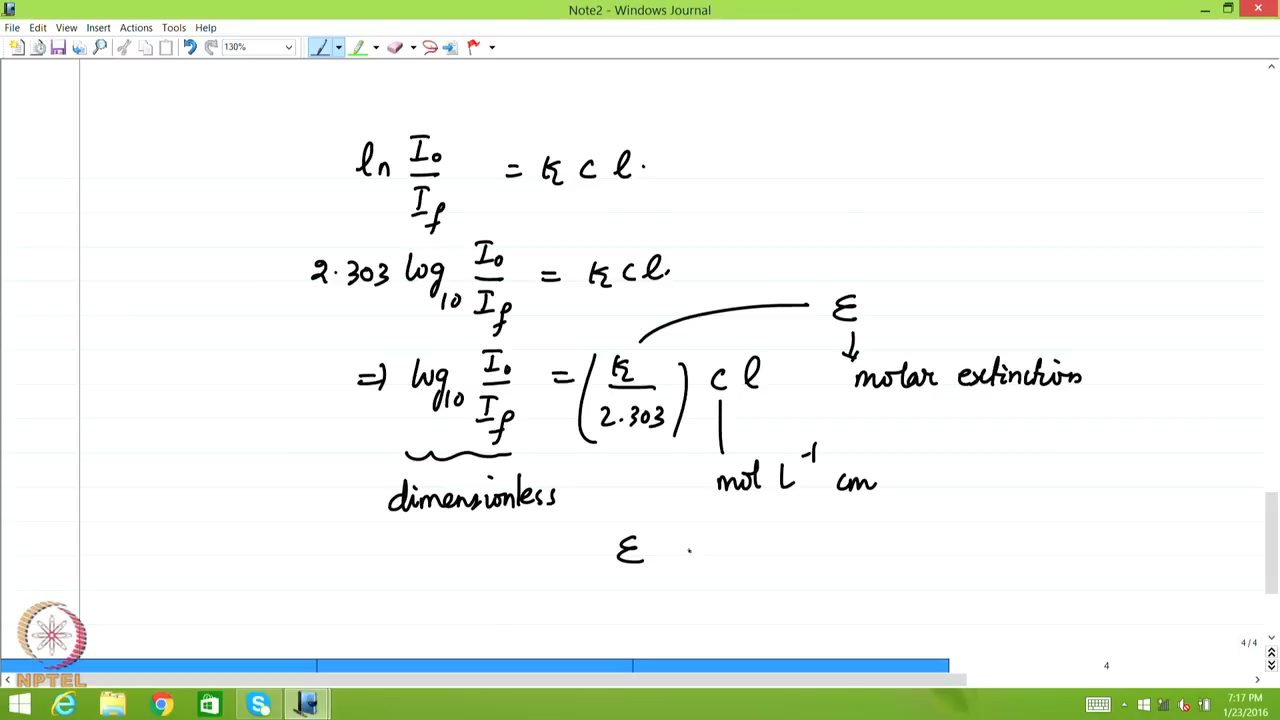 Note2 - Windows Journal
File Edit View Insert Actions Tools Help
130%
ln I₀/I_f = K c l.
2.303 log₁₀ I₀/I_f = K c l.
ε
⇒ log₁₀ I₀/I_f = (K/2.303) c l
molar extinction
mol L⁻¹ cm
dimensionless
ε
4/4
4
NPTEL
7:17 PM
1/23/2016